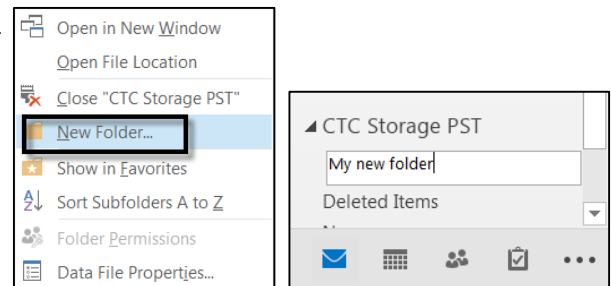 Open in New Window
Open File Location
Close "CTC Storage PST"
New Folder...
Show in Favorites
Sort Subfolders A to Z
Folder Permissions
Data File Properties...
CTC Storage PST
My new folder
Deleted Items